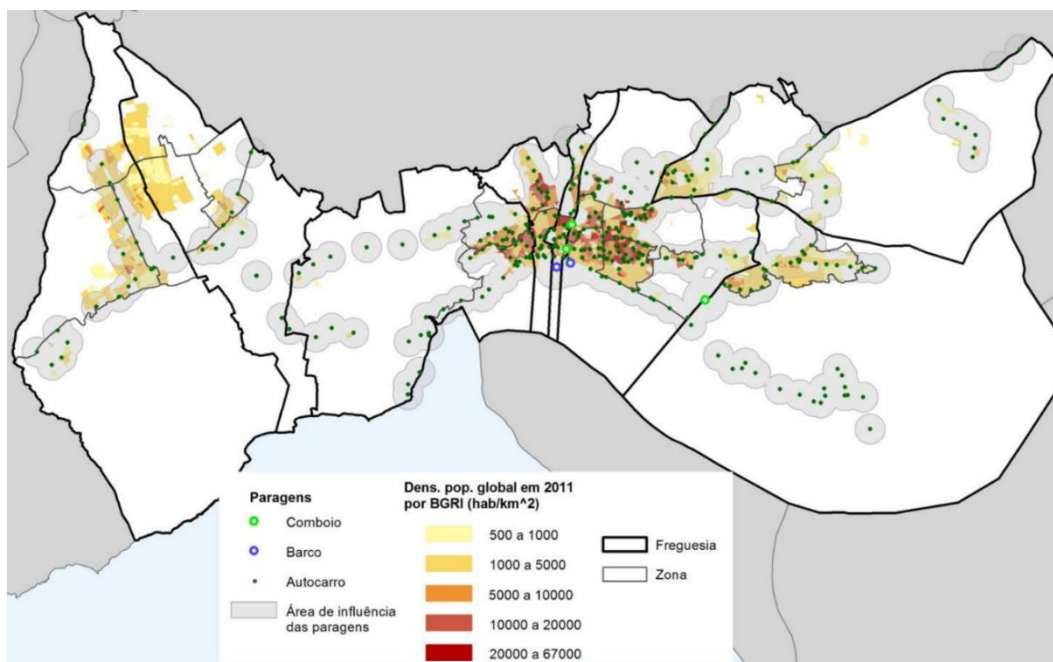 Paragens
Comboio
Barco
Autocarro
Área de influência
das paragens
Dens. pop. global em 2011
por BGRI (hab/km^2)
500 a 1000
1000 a 5000
5000 a 10000
10000 a 20000
20000 a 67000
Freguesia
Zona